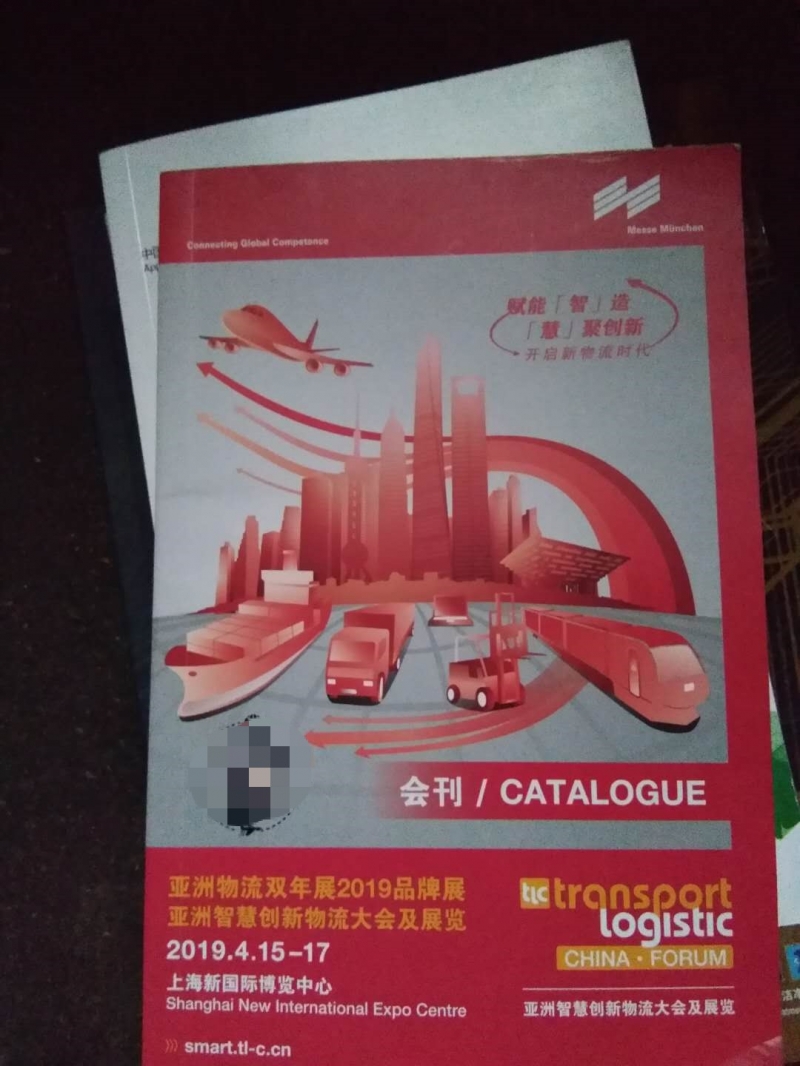 Connecting Global Competence
Messe München
赋能「智」造
「慧」聚创新
开启新物流时代
会刊 / CATALOGUE
亚洲物流双年展2019品牌展
亚洲智慧创新物流大会及展览
2019.4.15-17
上海新国际博览中心
Shanghai New International Expo Centre
))) smart.tl-c.cn
tlc transport
logistic
CHINA · FORUM
亚洲智慧创新物流大会及展览